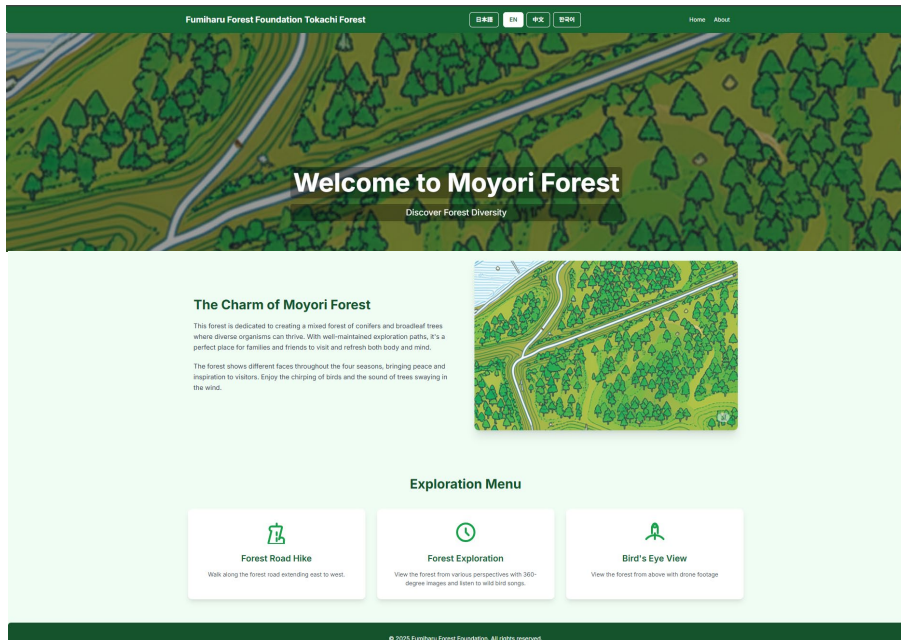 Fumiharu Forest Foundation Tokachi Forest
日本語 EN 中文 한국어
Home About
Welcome to Moyori Forest
Discover Forest Diversity
The Charm of Moyori Forest
This forest is dedicated to creating a mixed forest of conifers and broadleaf trees
where diverse organisms can thrive. With well-maintained exploration paths, it's a
perfect place for families and friends to visit and refresh both body and mind.
The forest shows different faces throughout the four seasons, bringing peace and
inspiration to visitors. Enjoy the chirping of birds and the sound of trees swaying in
the wind.
Exploration Menu
Forest Road Hike
Walk along the forest road extending east to west.
Forest Exploration
View the forest from various perspectives with 360-
degree images and listen to wild bird songs.
Bird's Eye View
View the forest from above with drone footage
© 2025 Fumiharu Forest Foundation. All rights reserved.